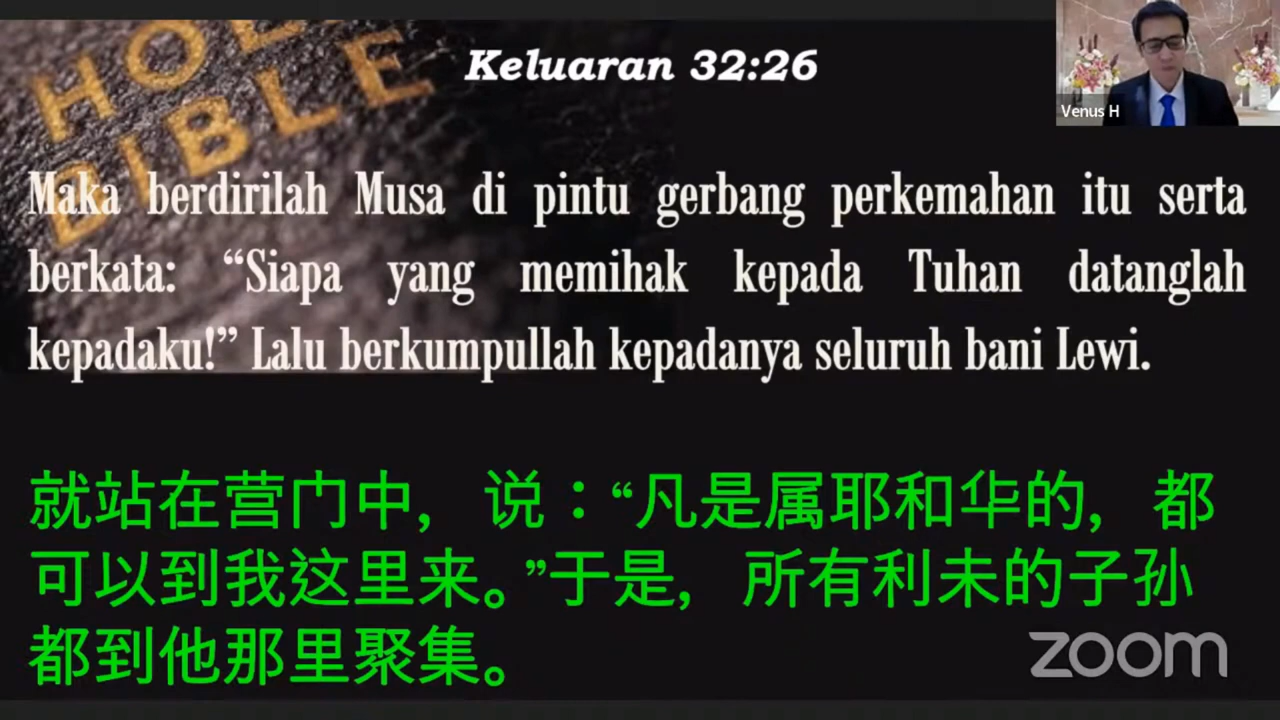 HOLY
BIBLE
Keluaran 32:26
Venus H
Maka berdirilah Musa di pintu gerbang perkemahan itu serta
berkata: “Siapa yang memihak kepada Tuhan datanglah
kepadaku!” Lalu berkumpullah kepadanya seluruh bani Lewi.
就站在营门中，说：“凡是属耶和华的，都
可以到我这里来。”于是，所有利未的子孙
都到他那里聚集。
zoom